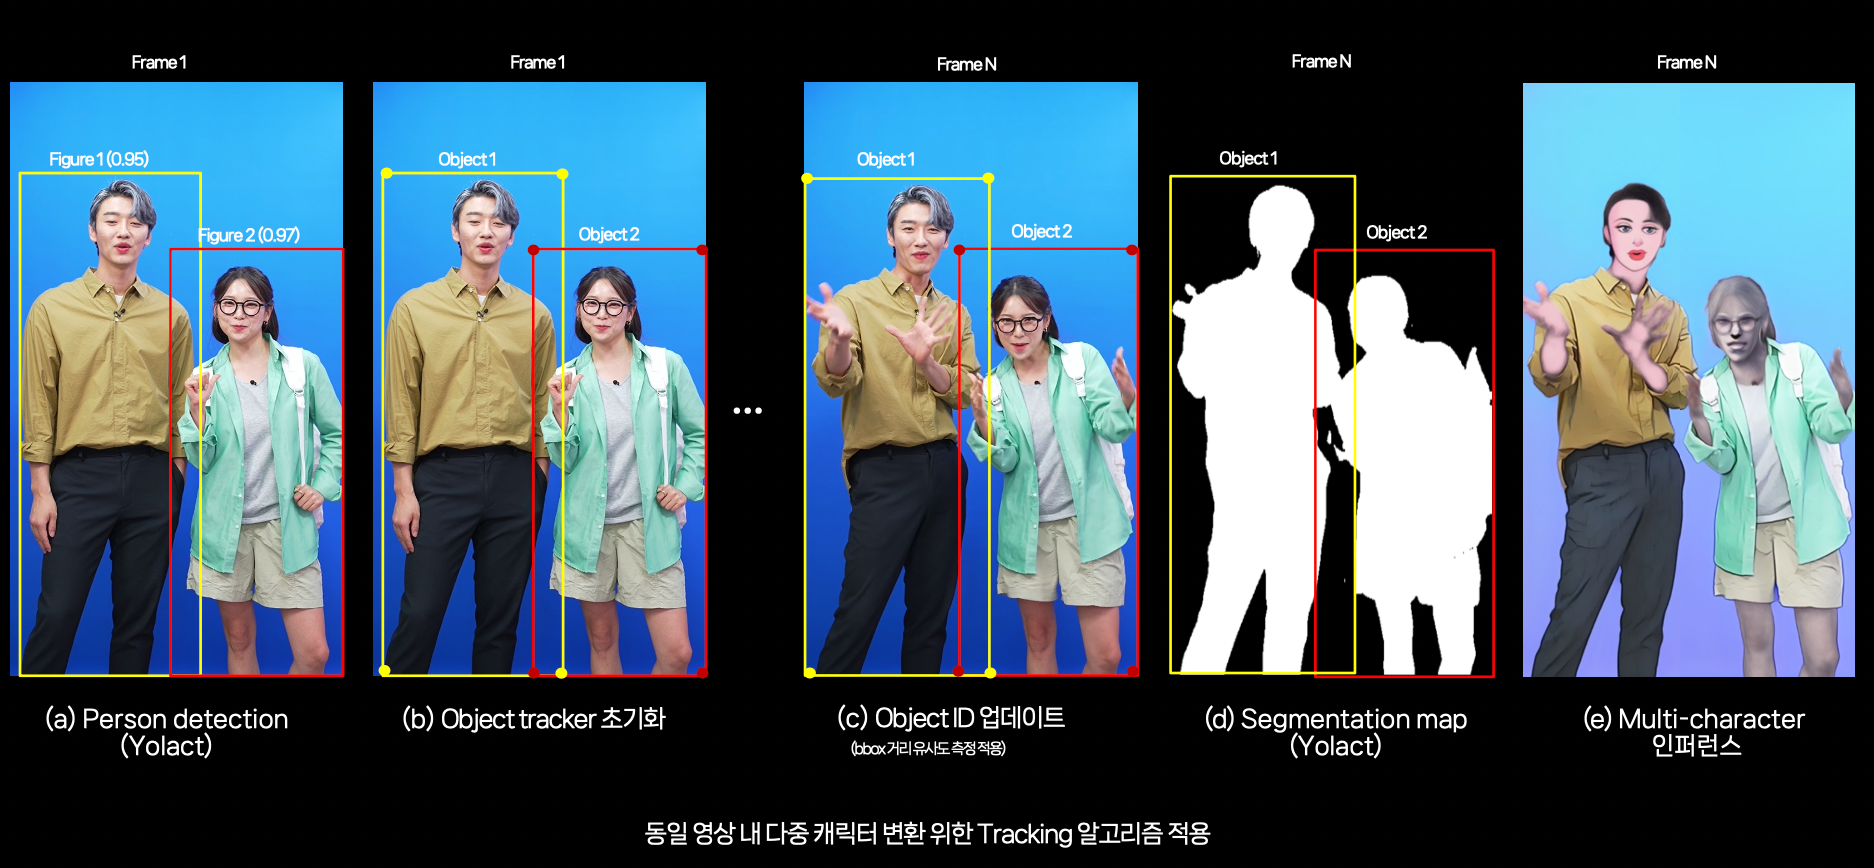 Frame 1
Frame 1
Frame N
Frame N
Frame N
Figure 1 (0.95)
Figure 2 (0.97)
Object 1
Object 2
Object 1
Object 2
Object 1
Object 2
...
(a) Person detection
(Yolact)
(b) Object tracker 초기화
(c) Object ID 업데이트
(bbox 거리 유사도 측정 적용)
(d) Segmentation map
(Yolact)
(e) Multi-character
인퍼런스
동일 영상 내 다중 캐릭터 변환 위한 Tracking 알고리즘 적용